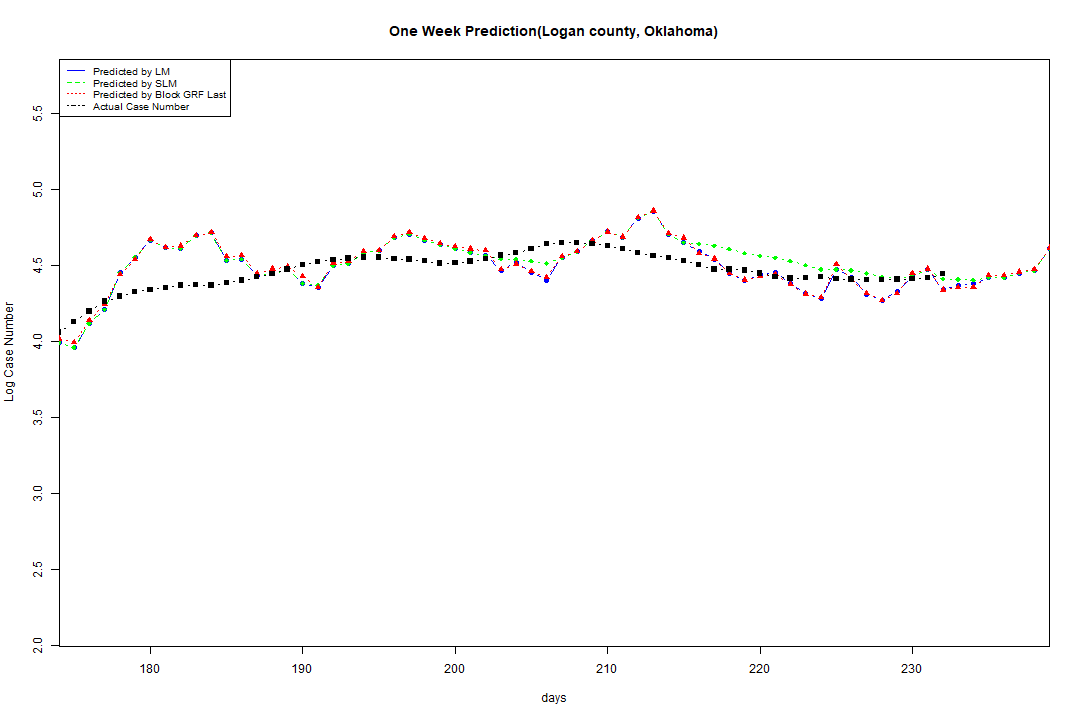 One Week Prediction(Logan county, Oklahoma)
Predicted by LM
Predicted by SLM
Predicted by Block GRF Last
Actual Case Number
Log Case Number
5.5
5.0
4.5
4.0
3.5
3.0
2.5
2.0
180 190 200 210 220 230
days